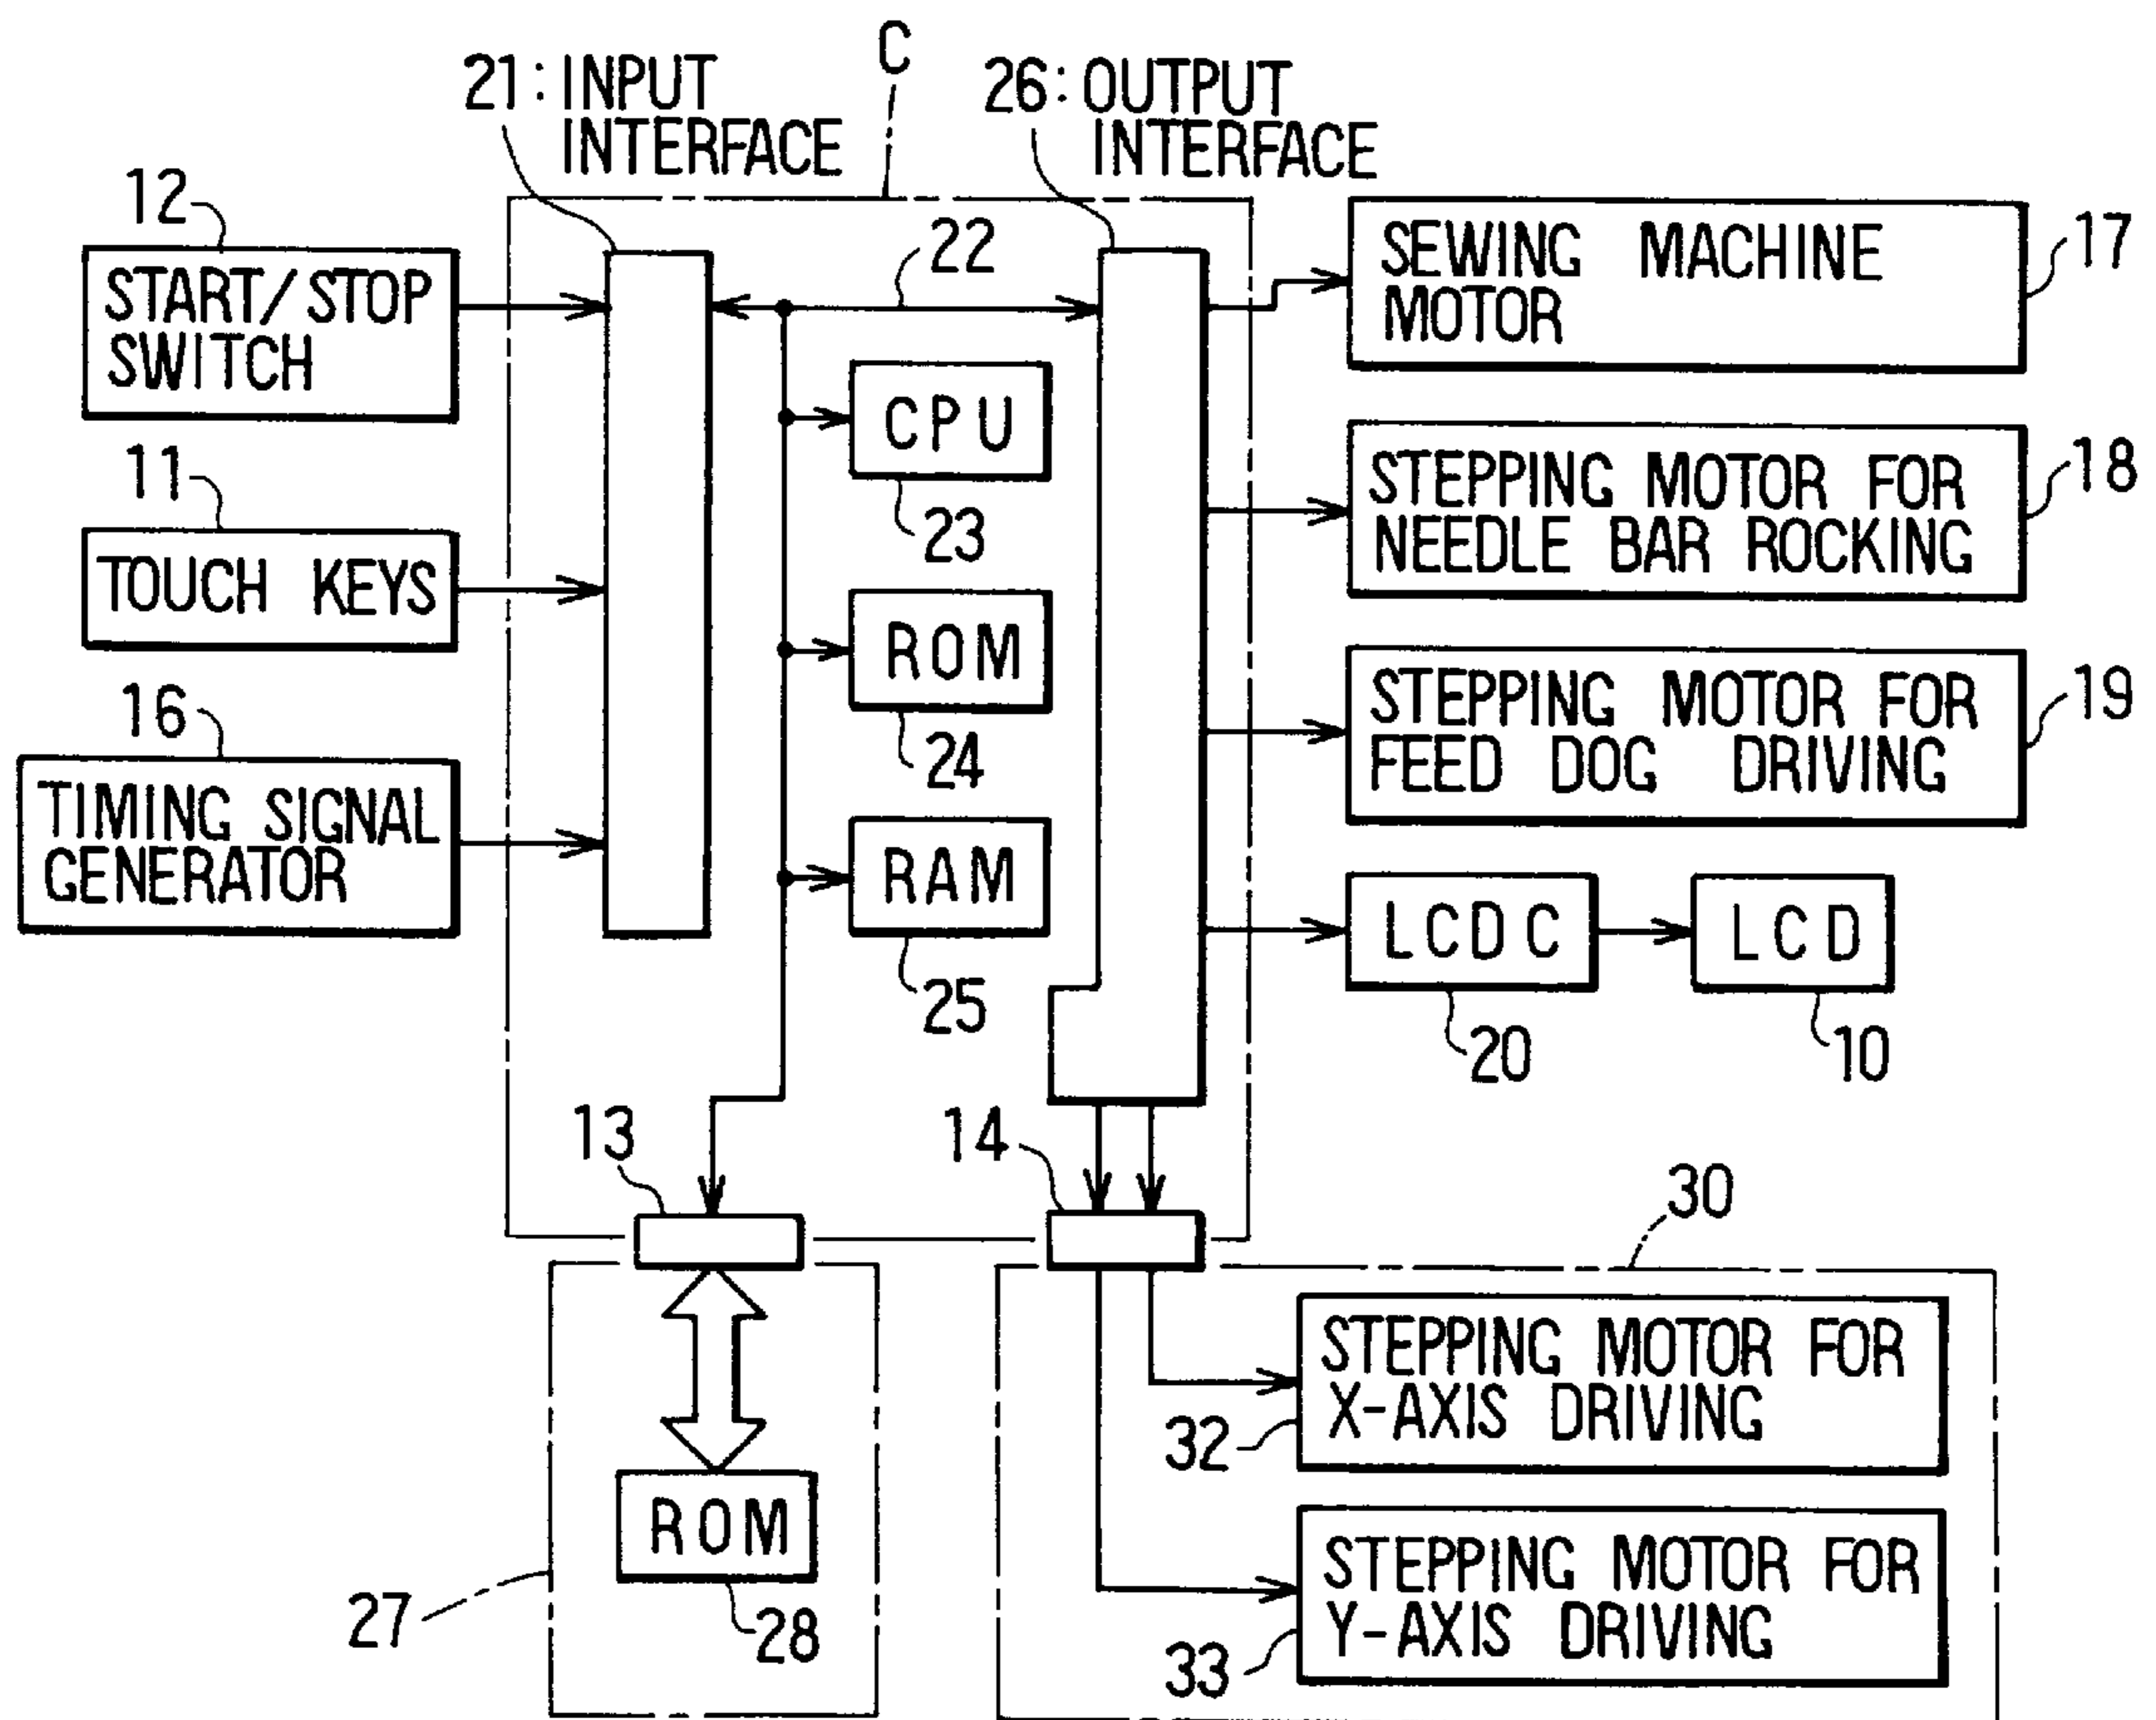 C
21: INPUT
INTERFACE
26: OUTPUT
INTERFACE
12
START/STOP
SWITCH
22
SEWING MACHINE
MOTOR
17
CPU
23
11
TOUCH KEYS
STEPPING MOTOR FOR
NEEDLE BAR ROCKING
18
ROM
24
16
TIMING SIGNAL
GENERATOR
STEPPING MOTOR FOR
FEED DOG DRIVING
19
RAM
25
LCDC
20
LCD
10
13
14
30
STEPPING MOTOR FOR
X-AXIS DRIVING
32
ROM
28
27
STEPPING MOTOR FOR
Y-AXIS DRIVING
33